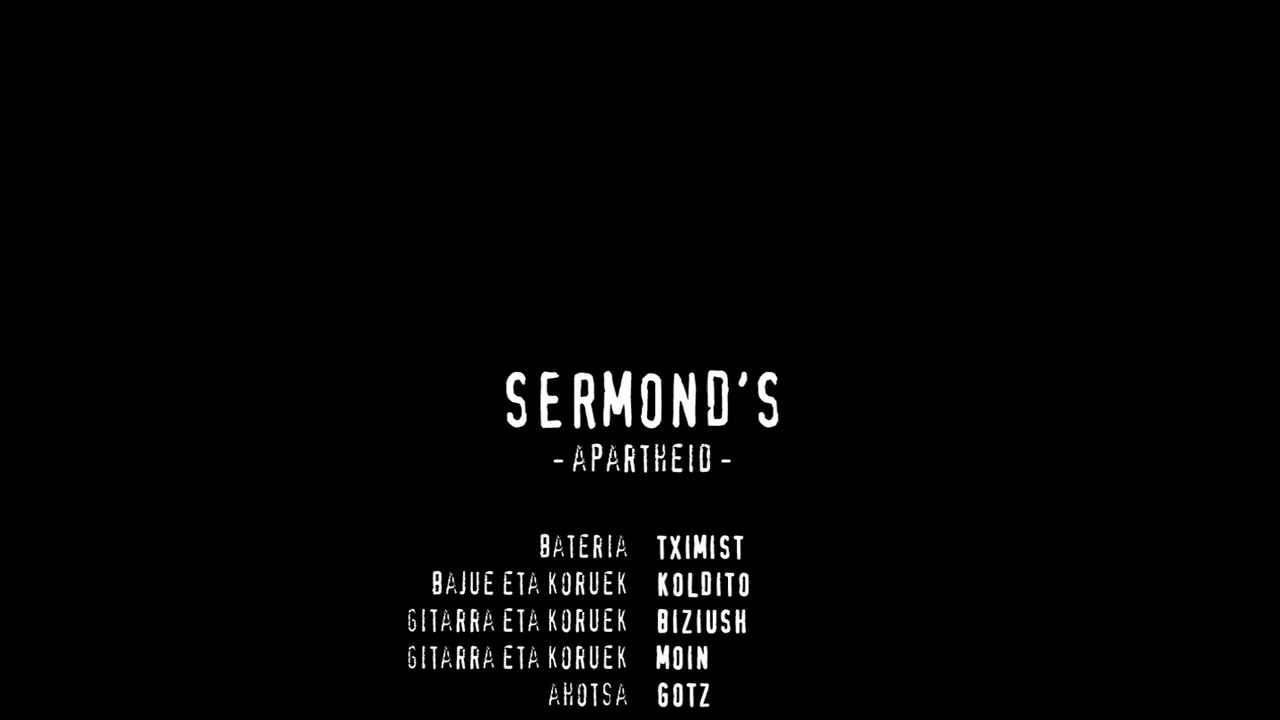 SERMOND'S
- APARTHEID -
BATERIA TXIMIST
BAJUE ETA KORUEK KOLDITO
GITARRA ETA KORUEK BIZIUSH
GITARRA ETA KORUEK MOIN
AHOTSA GOTZ